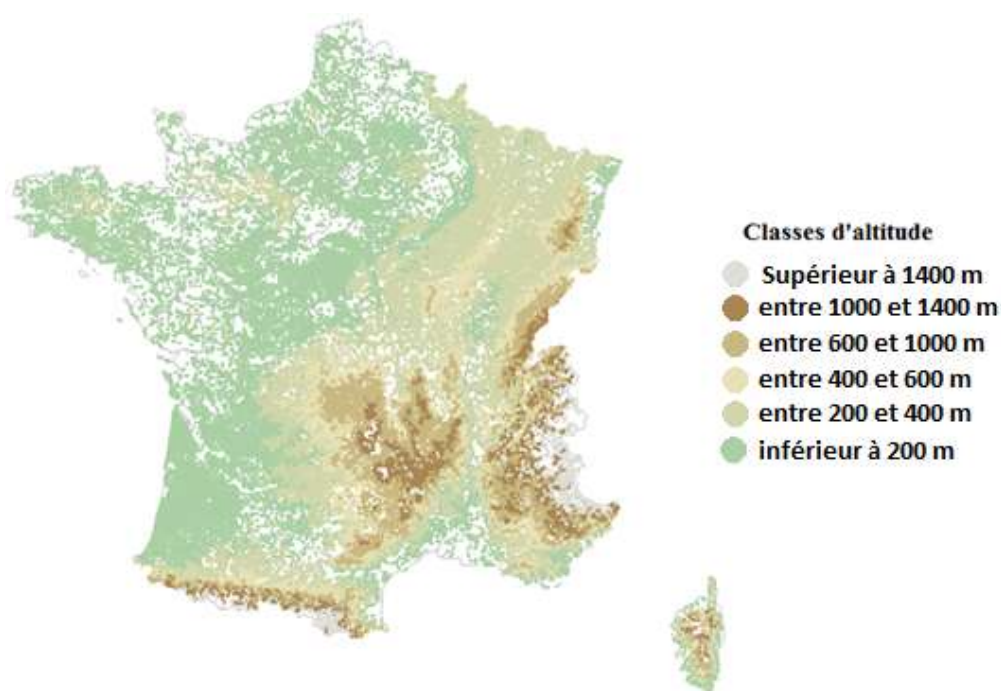 Classes d'altitude
Supérieur à 1400 m
entre 1000 et 1400 m
entre 600 et 1000 m
entre 400 et 600 m
entre 200 et 400 m
inférieur à 200 m